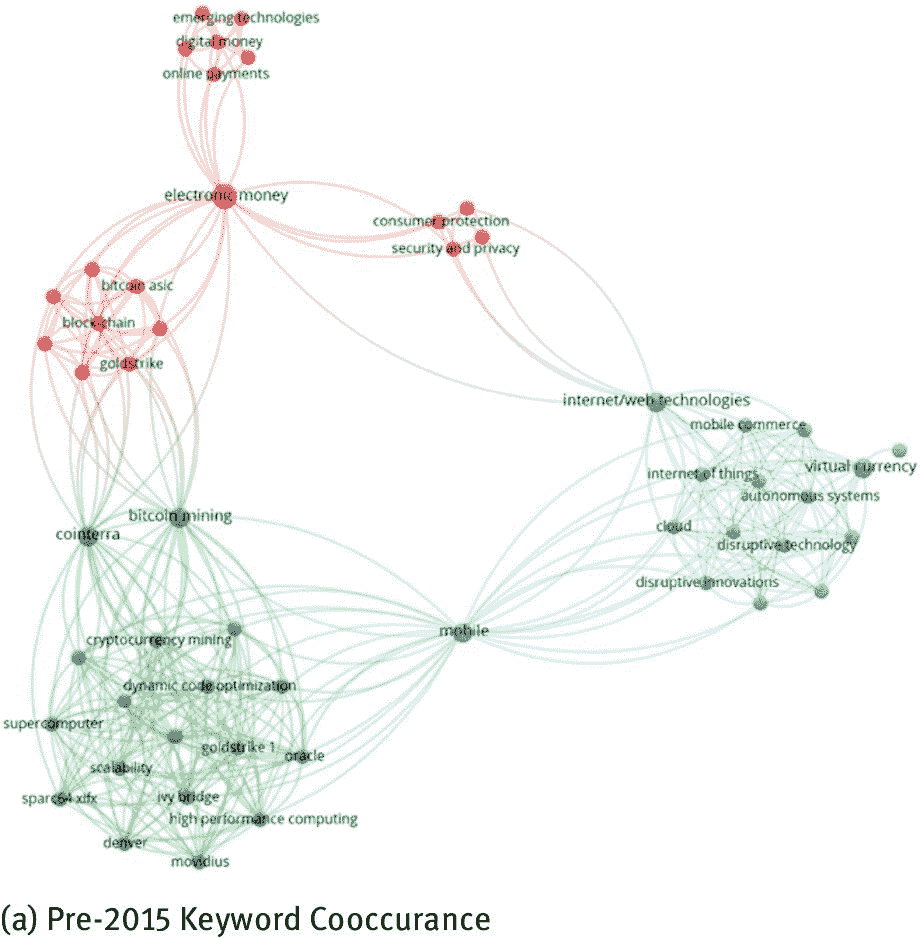 emerging technologies
digital money
online payments
electronic money
consumer protection
security and privacy
bitcoin asic
block-chain
goldstrike
internet/web technologies
mobile commerce
internet of things
virtual currency
autonomous systems
bitcoin mining
cointerra
cloud
disruptive technology
disruptive innovations
mobile
cryptocurrency mining
dynamic code optimization
supercomputer
goldstrike 1
oracle
scalability
sparc64 xifx
ivy bridge
high performance computing
denver
movidius
(a) Pre-2015 Keyword Cooccurance